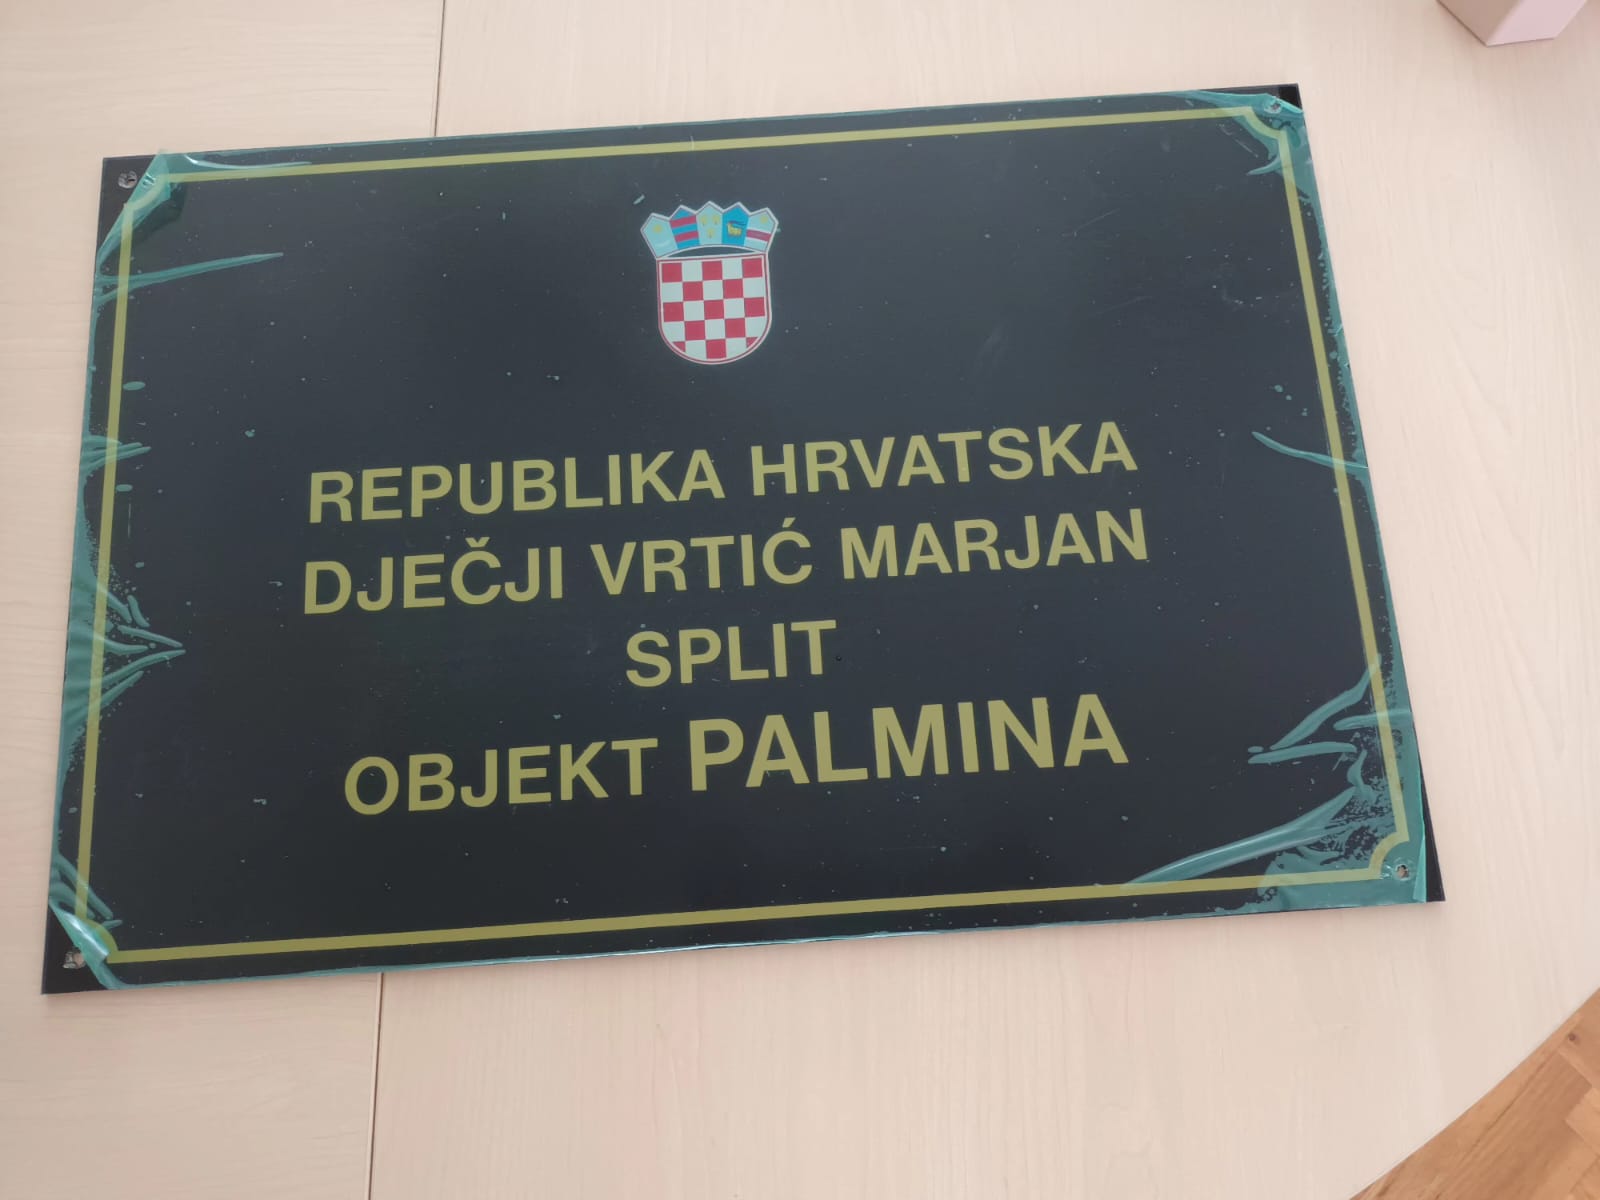 REPUBLIKA HRVATSKA
DJEČJI VRTIĆ MARJAN
SPLIT
OBJEKT PALMINA